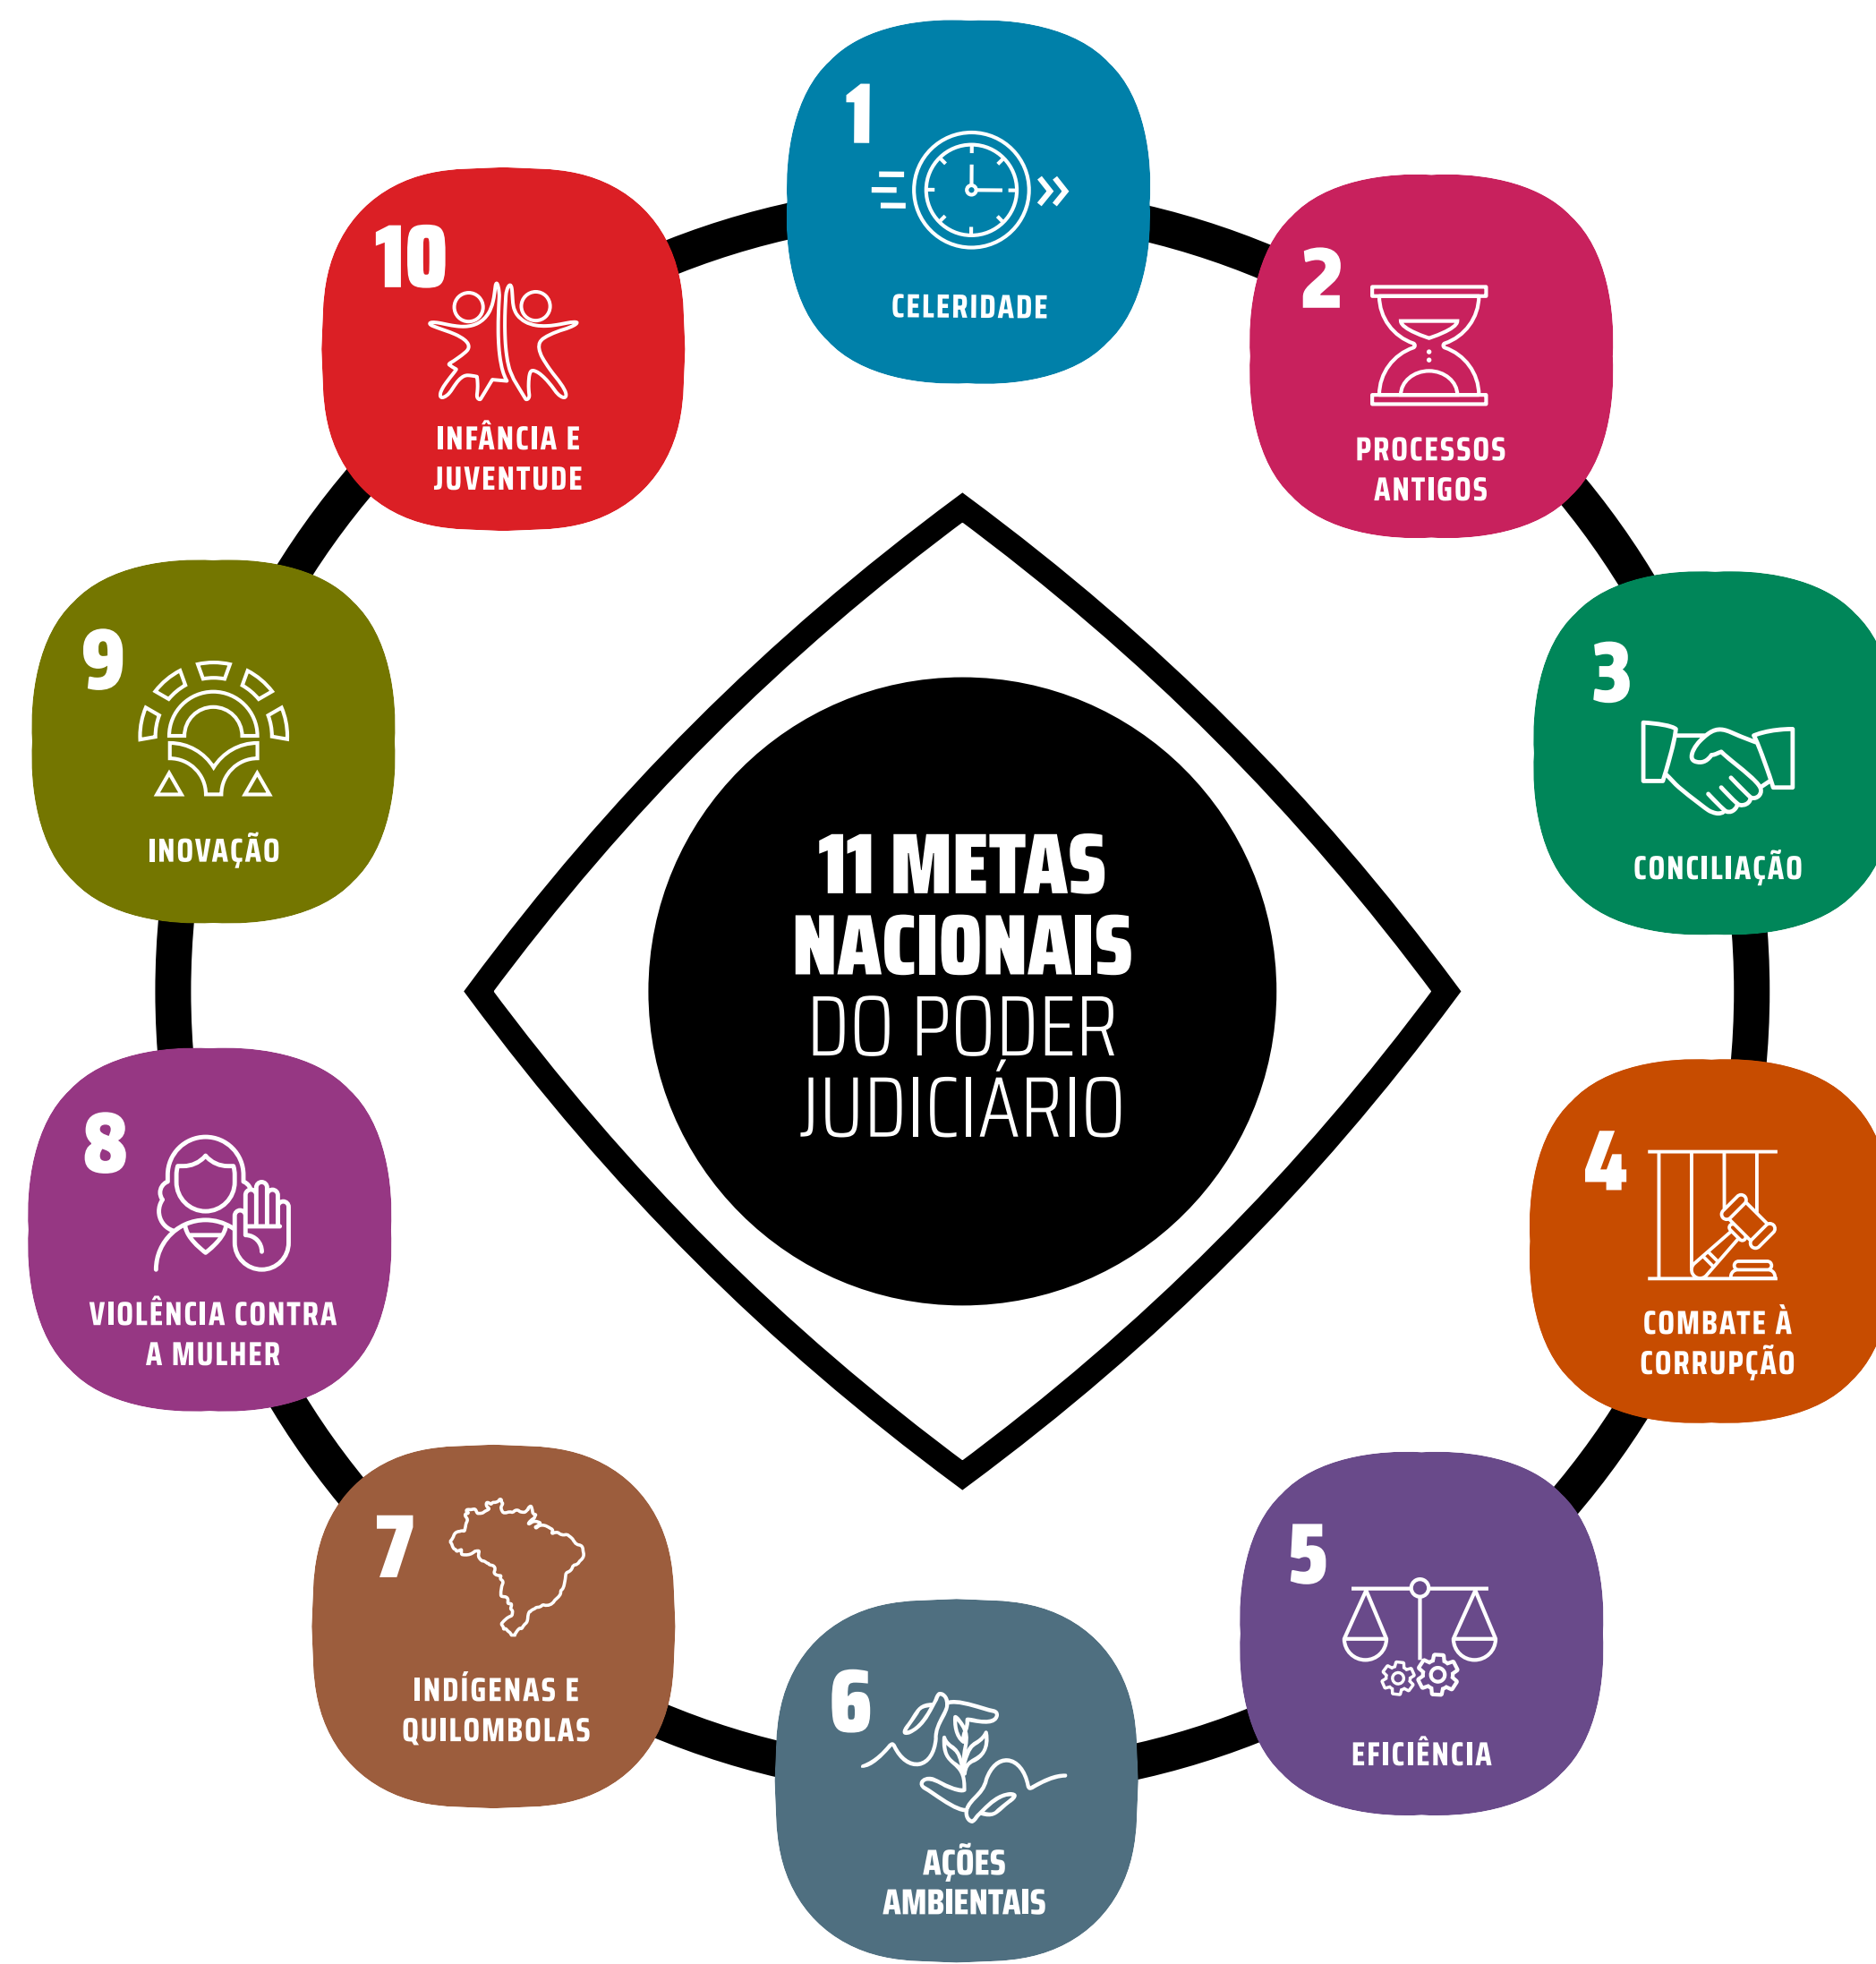 1
CELERIDADE
2
PROCESSOS
ANTIGOS
3
CONCILIAÇÃO
4
COMBATE À
CORRUPÇÃO
5
EFICIÊNCIA
6
AÇÕES
AMBIENTAIS
7
INDÍGENAS E
QUILOMBOLAS
8
VIOLÊNCIA CONTRA
A MULHER
9
INOVAÇÃO
10
INFÂNCIA E
JUVENTUDE
11 METAS
NACIONAIS
DO PODER
JUDICIÁRIO